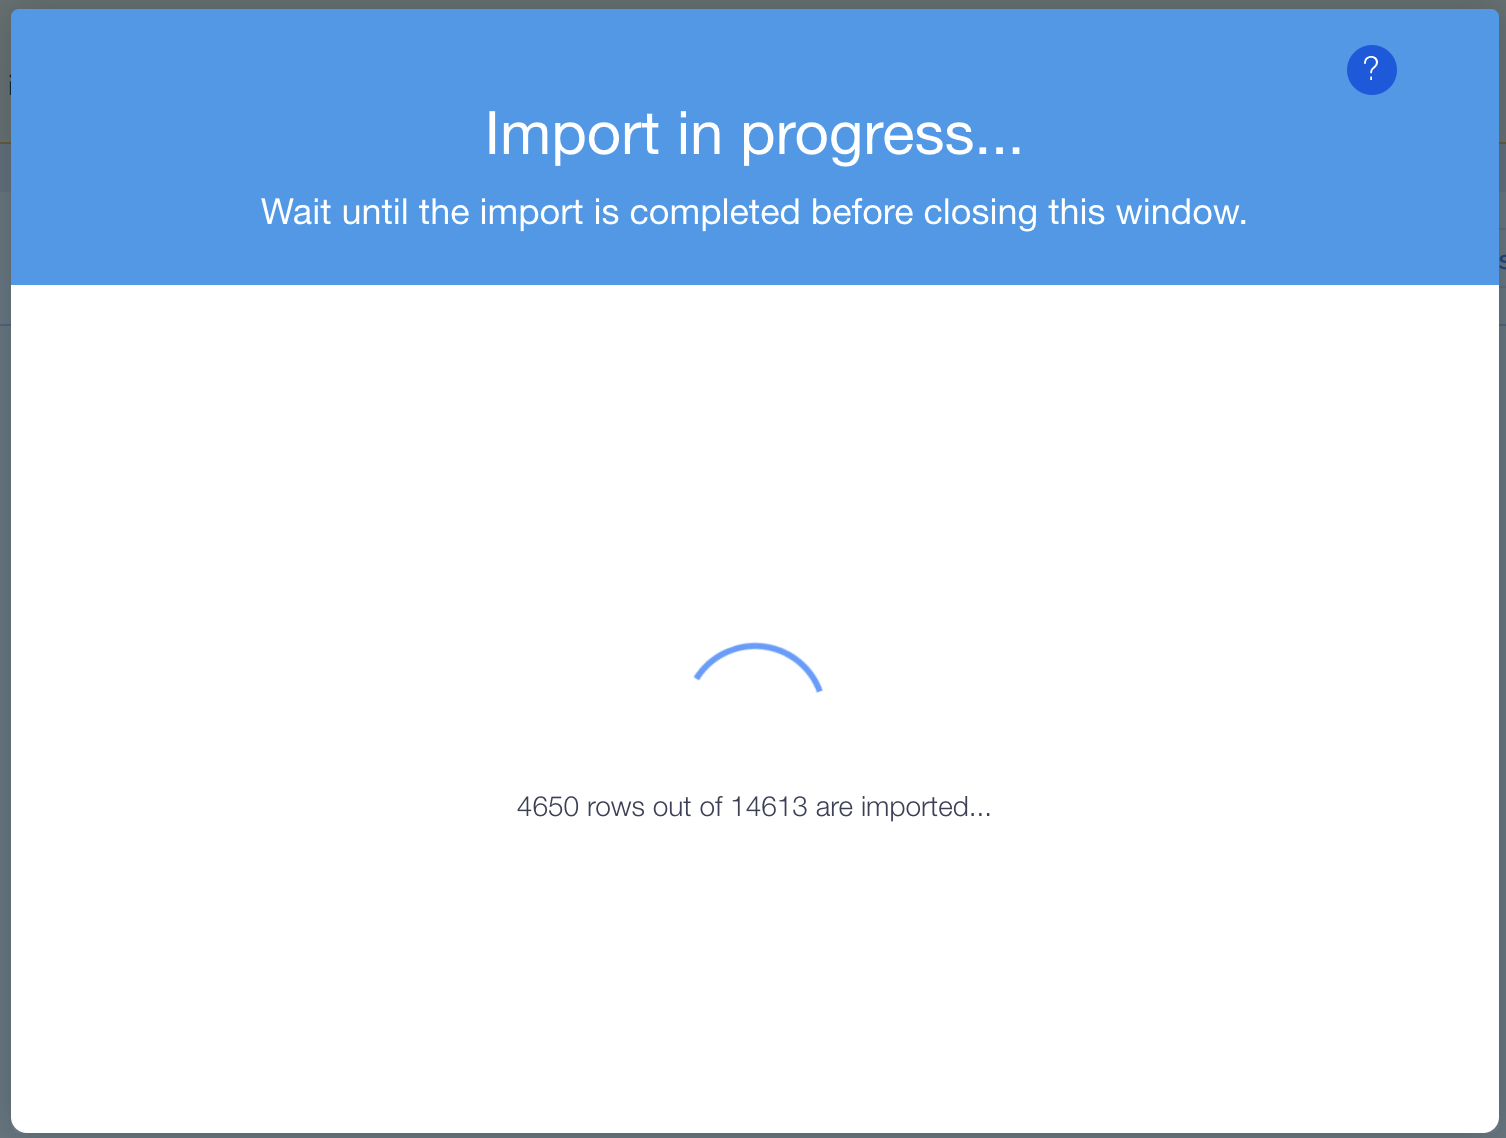 ?
Import in progress...
Wait until the import is completed before closing this window.
4650 rows out of 14613 are imported...